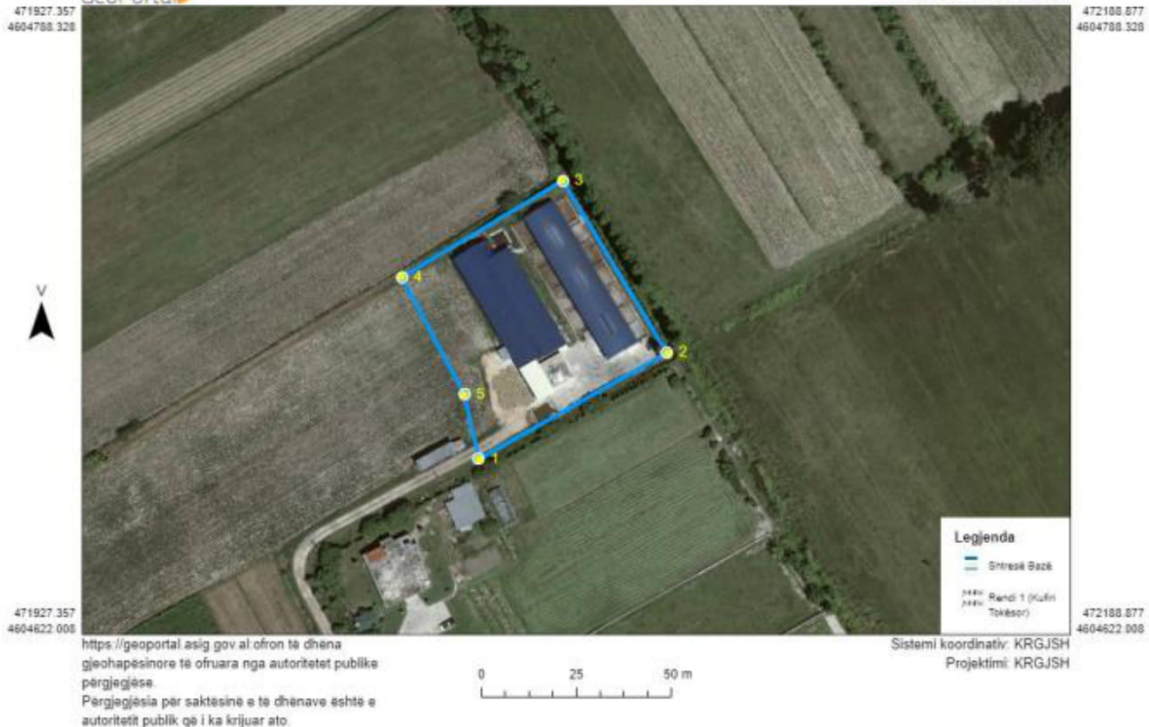 GeoPortal
471927.357
4604788.328
472188.877
4604788.328
V
3
4
2
5
1
Legjenda
Shtresë Bazë
Rendi 1 (Kufiri
Tokësor)
471927.357
4604622.008
472188.877
4604622.008
https://geoportal.asig.gov.al:ofron të dhëna
gjeohapësinore të ofruara nga autoritetet publike
përgjegjëse.
Përgjegjësia për saktësinë e të dhënave është e
autoritetit publik që i ka krijuar ato.
Sistemi koordinativ: KRGJSH
Projektimi: KRGJSH
0 25 50 m